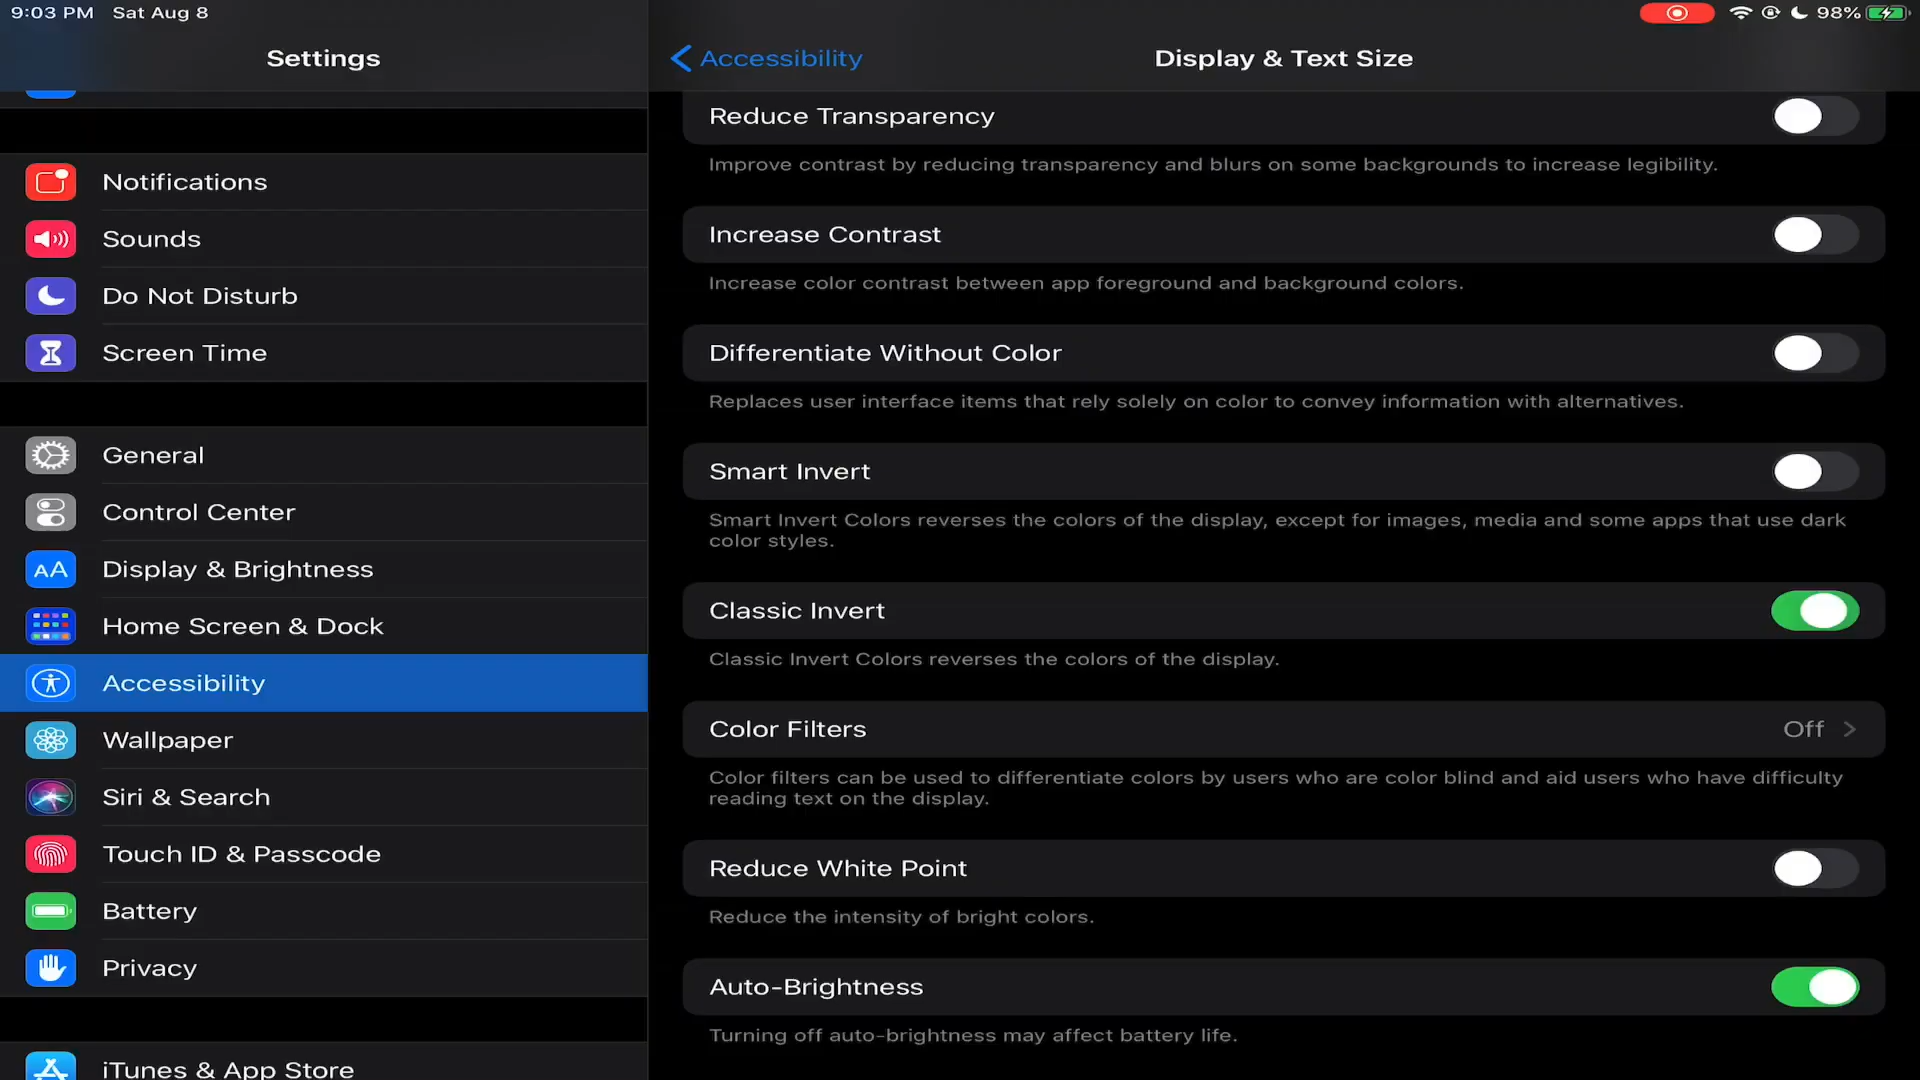 9:03 PM Sat Aug 8
98%
Settings
Notifications
Sounds
Do Not Disturb
Screen Time
General
Control Center
AA Display & Brightness
Home Screen & Dock
Accessibility
Wallpaper
Siri & Search
Touch ID & Passcode
Battery
Privacy
iTunes & App Store
Accessibility
Display & Text Size
Reduce Transparency
Improve contrast by reducing transparency and blurs on some backgrounds to increase legibility.
Increase Contrast
Increase color contrast between app foreground and background colors.
Differentiate Without Color
Replaces user interface items that rely solely on color to convey information with alternatives.
Smart Invert
Smart Invert Colors reverses the colors of the display, except for images, media and some apps that use dark
color styles.
Classic Invert
Classic Invert Colors reverses the colors of the display.
Color Filters Off
Color filters can be used to differentiate colors by users who are color blind and aid users who have difficulty
reading text on the display.
Reduce White Point
Reduce the intensity of bright colors.
Auto-Brightness
Turning off auto-brightness may affect battery life.